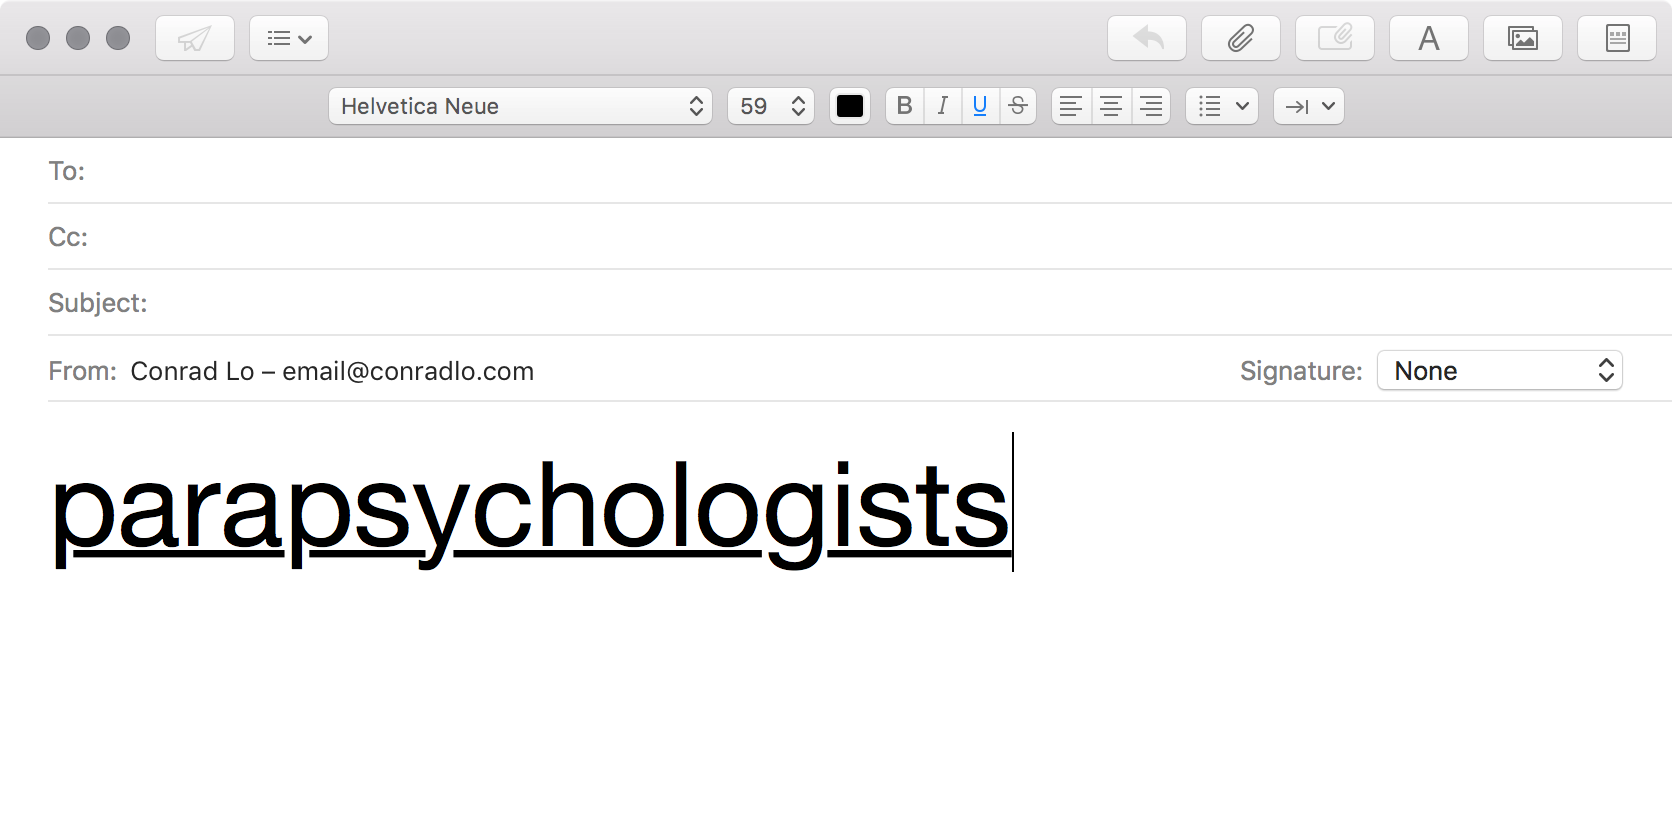 Helvetica Neue 59 B I U S
To:
Cc:
Subject:
From: Conrad Lo – email@conradlo.com Signature: None
parapsychologists